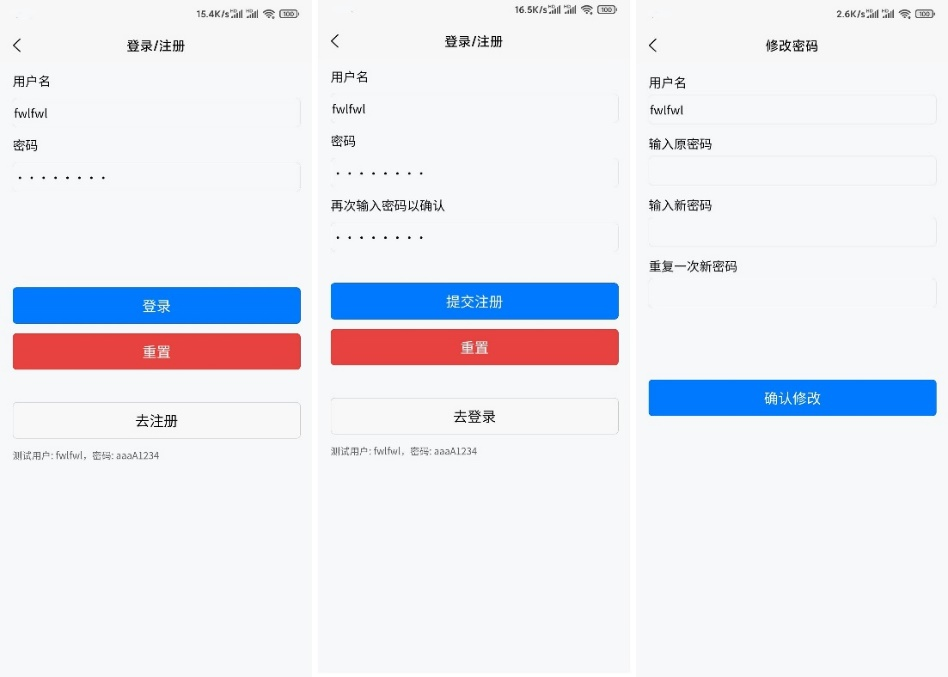 15.4K/s
100
登录/注册
用户名
fwlfwl
密码
········
登录
重置
去注册
测试用户: fwlfwl，密码: aaaA1234
16.5K/s
100
登录/注册
用户名
fwlfwl
密码
········
再次输入密码以确认
········
提交注册
重置
去登录
测试用户: fwlfwl，密码: aaaA1234
2.6K/s
100
修改密码
用户名
fwlfwl
输入原密码
输入新密码
重复一次新密码
确认修改